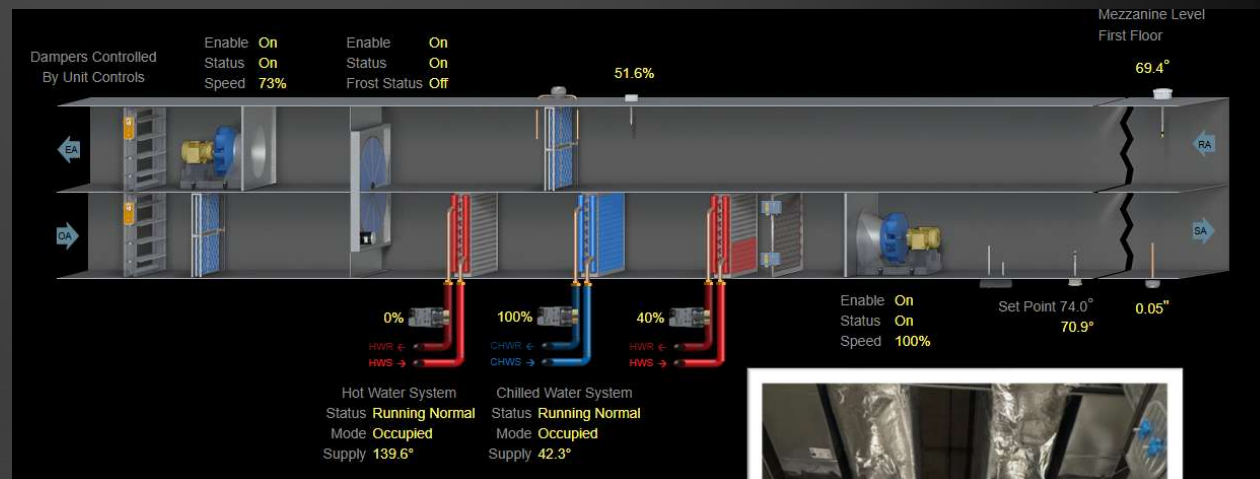 Mezzanine Level
First Floor
Dampers Controlled
By Unit Controls
Enable On
Status On
Speed 73%
Enable On
Status On
Frost Status Off
51.6%
69.4°
EA
RA
OA
SA
0%
100%
40%
HWR ←
HWS →
CHWR ←
CHWS →
HWR ←
HWS →
Enable On
Status On
Speed 100%
Set Point 74.0°
70.9°
0.05"
Hot Water System
Status Running Normal
Mode Occupied
Supply 139.6°
Chilled Water System
Status Running Normal
Mode Occupied
Supply 42.3°